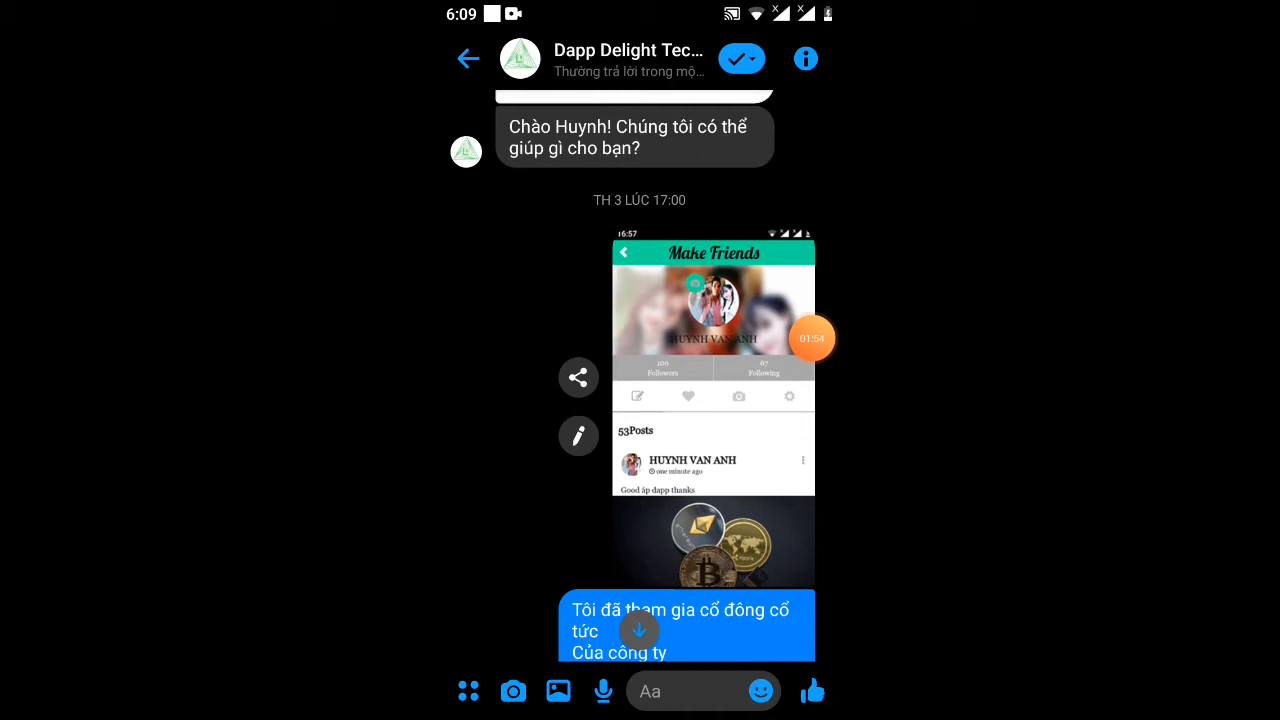 6:09
Dapp Delight Tec...
Thường trả lời trong mộ...
Chào Huynh! Chúng tôi có thể
giúp gì cho bạn?
TH 3 LÚC 17:00
16:57
Make Friends
HUYNH VAN ANH
01:54
100
Followers
67
Following
53Posts
HUYNH VAN ANH
one minute ago
Good áp dapp thanks
Tôi đã tham gia cổ đông cổ
tức
Của công ty
Aa